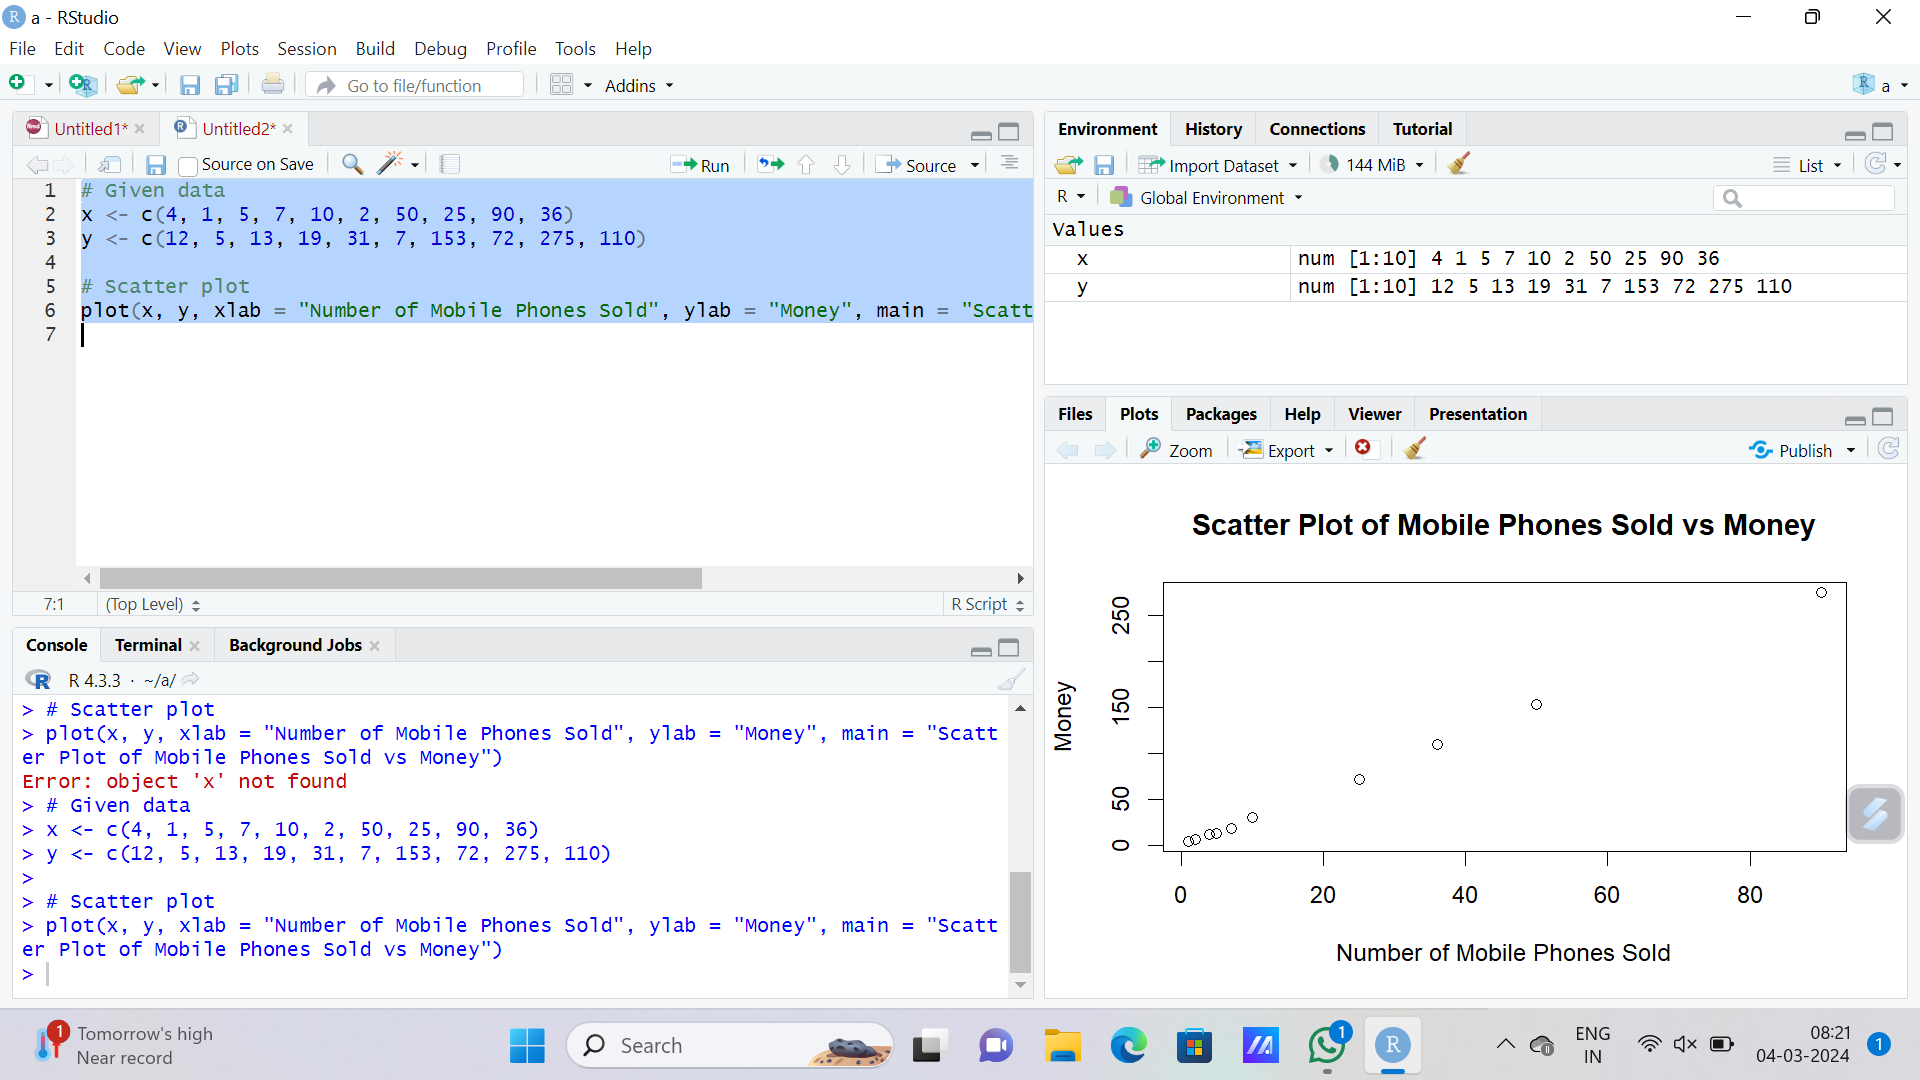 a - RStudio
File Edit Code View Plots Session Build Debug Profile Tools Help
Go to file/function Addins a
Untitled1* Untitled2*
Source on Save Run Source
1 # Given data
2 x <- c(4, 1, 5, 7, 10, 2, 50, 25, 90, 36)
3 y <- c(12, 5, 13, 19, 31, 7, 153, 72, 275, 110)
4
5 # Scatter plot
6 plot(x, y, xlab = "Number of Mobile Phones Sold", ylab = "Money", main = "Scatt
7
7:1 (Top Level) R Script
Console Terminal Background Jobs
R 4.3.3 · ~/a/
> # Scatter plot
> plot(x, y, xlab = "Number of Mobile Phones Sold", ylab = "Money", main = "Scatt
er Plot of Mobile Phones Sold vs Money")
Error: object 'x' not found
> # Given data
> x <- c(4, 1, 5, 7, 10, 2, 50, 25, 90, 36)
> y <- c(12, 5, 13, 19, 31, 7, 153, 72, 275, 110)
>
> # Scatter plot
> plot(x, y, xlab = "Number of Mobile Phones Sold", ylab = "Money", main = "Scatt
er Plot of Mobile Phones Sold vs Money")
>
Environment History Connections Tutorial
Import Dataset 144 MiB List
R Global Environment
Values
x num [1:10] 4 1 5 7 10 2 50 25 90 36
y num [1:10] 12 5 13 19 31 7 153 72 275 110
Files Plots Packages Help Viewer Presentation
Zoom Export Publish
Scatter Plot of Mobile Phones Sold vs Money
Money
250
150
50
0
0 20 40 60 80
Number of Mobile Phones Sold
1 Tomorrow's high
Near record
Search
1
R
ENG
IN
08:21
04-03-2024
1